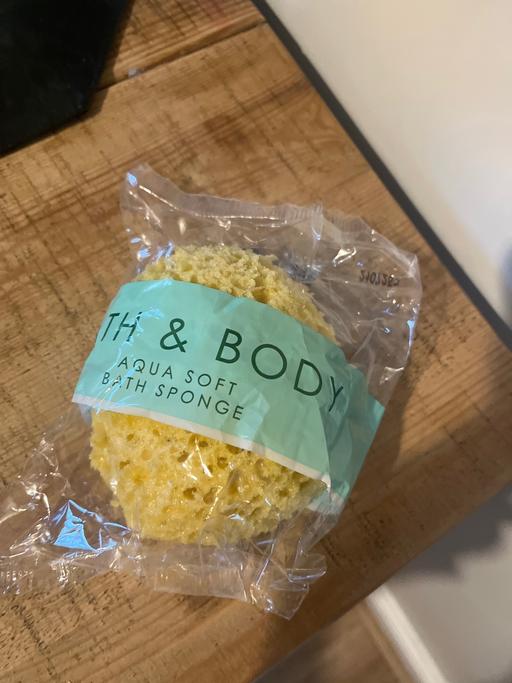 TH & BODY
AQUA SOFT
BATH SPONGE